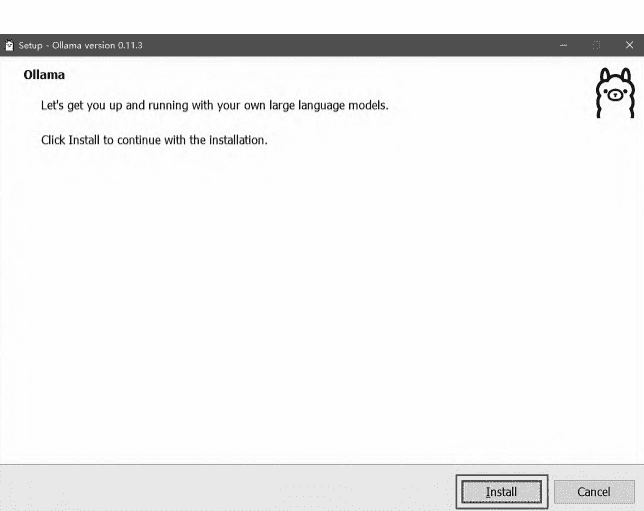 Setup - Ollama version 0.11.3
Ollama
Let's get you up and running with your own large language models.
Click Install to continue with the installation.
Install
Cancel